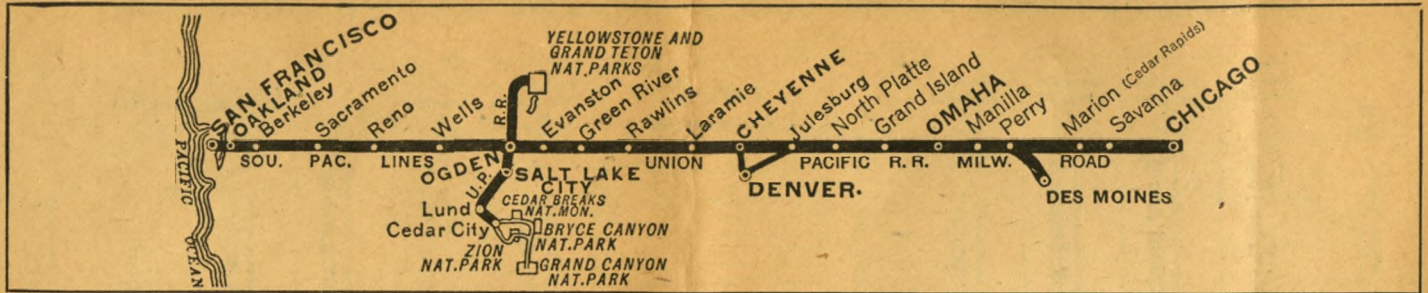 SAN FRANCISCO
OAKLAND
Berkeley
Sacramento
Reno
Wells
YELLOWSTONE AND
GRAND TETON
NAT. PARKS
R.R.
Evanston
Green River
Rawlins
Laramie
CHEYENNE
Julesburg
North Platte
Grand Island
OMAHA
Manilla
Perry
Marion (Cedar Rapids)
Savanna
CHICAGO
SOU. PAC. LINES
OGDEN
UNION PACIFIC R.R.
MILW. ROAD
U.P.
SALT LAKE
CITY
DENVER.
DES MOINES
Lund
CEDAR BREAKS
NAT. MON.
Cedar City
BRYCE CANYON
NAT. PARK
ZION
NAT. PARK
GRAND CANYON
NAT. PARK
PACIFIC
OCEAN